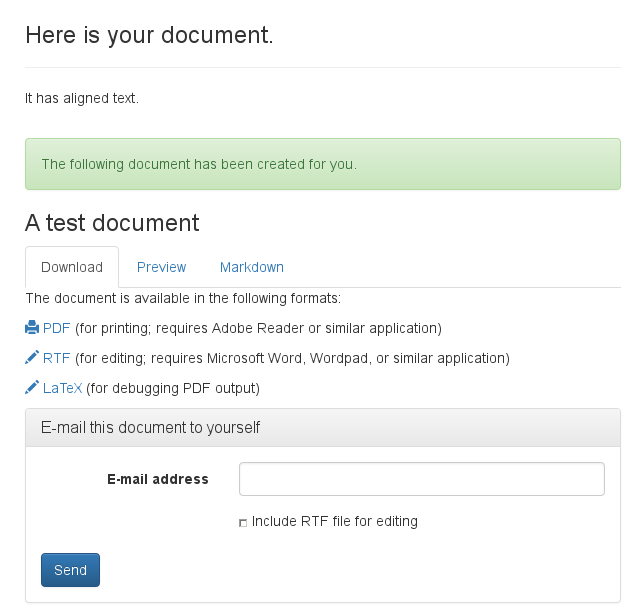 Here is your document.
It has aligned text.
The following document has been created for you.
A test document
Download Preview Markdown
The document is available in the following formats:
PDF (for printing; requires Adobe Reader or similar application)
RTF (for editing; requires Microsoft Word, Wordpad, or similar application)
LaTeX (for debugging PDF output)
E-mail this document to yourself
E-mail address
Include RTF file for editing
Send